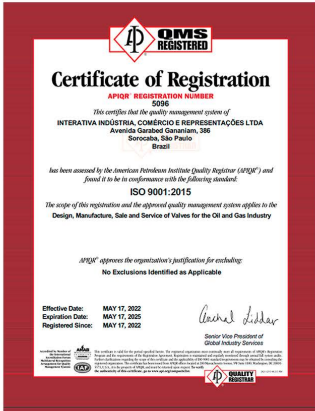 QMS
REGISTERED
Certificate of Registration
APIQR® REGISTRATION NUMBER
5096
This certifies that the quality management system of
INTERATIVA INDÚSTRIA, COMÉRCIO E REPRESENTAÇÕES LTDA
Avenida Garabed Gananiam, 386
Sorocaba, São Paulo
Brazil
has been assessed by the American Petroleum Institute Quality Registrar (APIQR®) and
found it to be in conformance with the following standard:
ISO 9001:2015
The scope of this registration and the approved quality management system applies to the
Design, Manufacture, Sale and Service of Valves for the Oil and Gas Industry
APIQR® approves the organization's justification for excluding:
No Exclusions Identified as Applicable
Effective Date: MAY 17, 2022
Expiration Date: MAY 17, 2025
Registered Since: MAY 17, 2022
Senior Vice President of
Global Industry Services
QUALITY
REGISTRAR